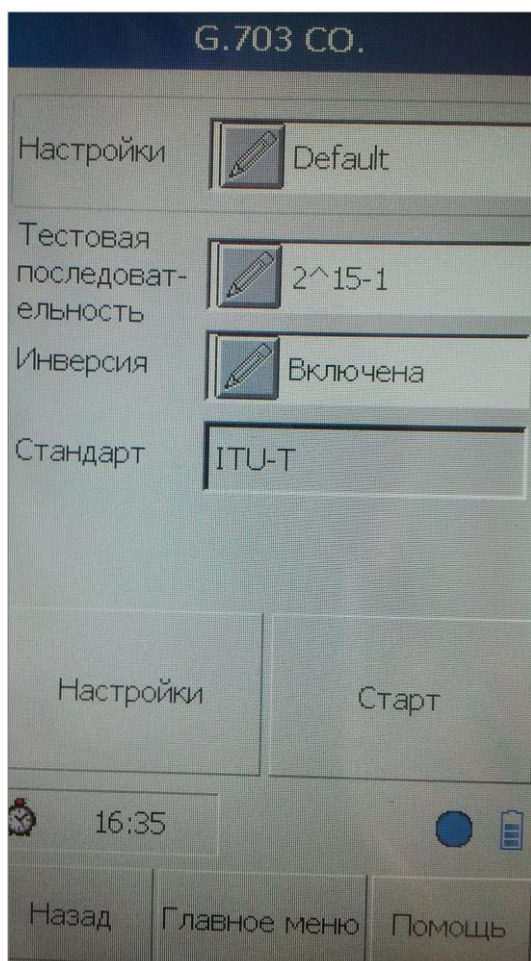 G.703 CO.
Настройки
Default
Тестовая
последоват-
ельность
2^15-1
Инверсия
Включена
Стандарт
ITU-T
Настройки
Старт
16:35
Назад
Главное меню
Помощь